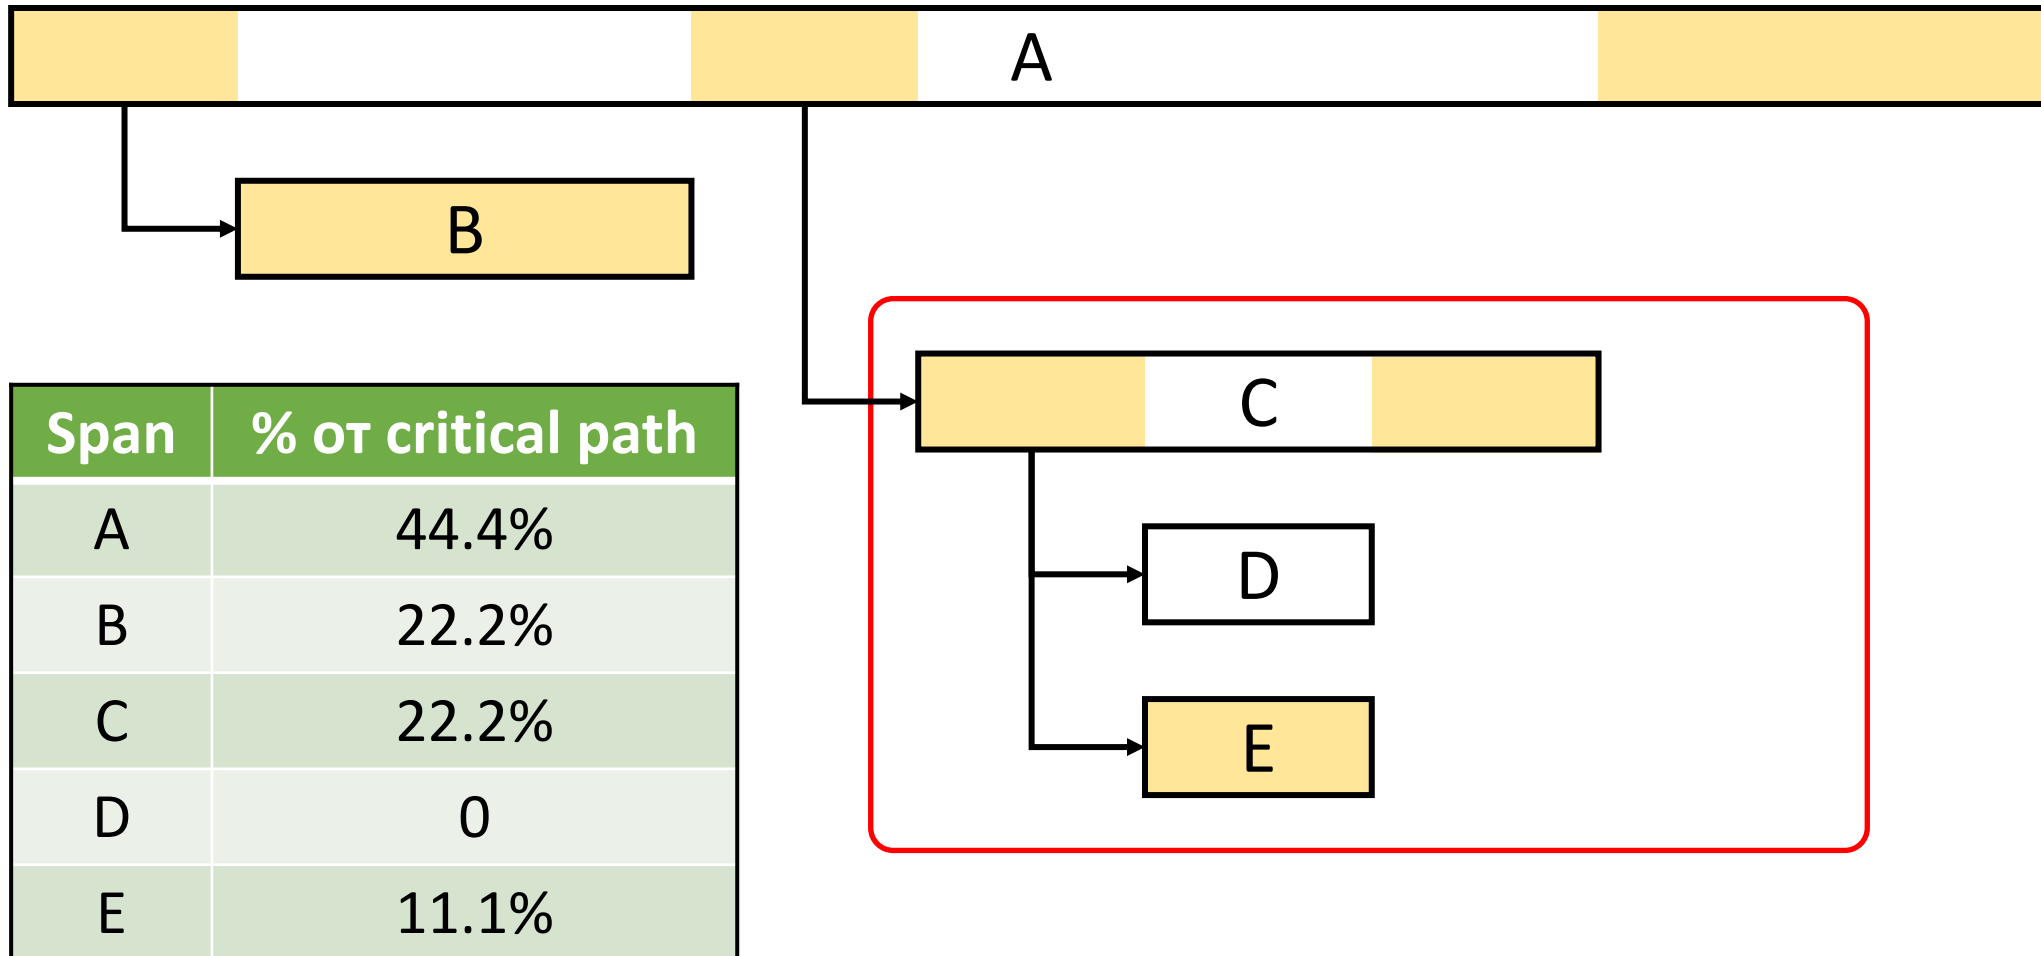 A
B
C
D
E
Span % от critical path
A 44.4%
B 22.2%
C 22.2%
D 0
E 11.1%